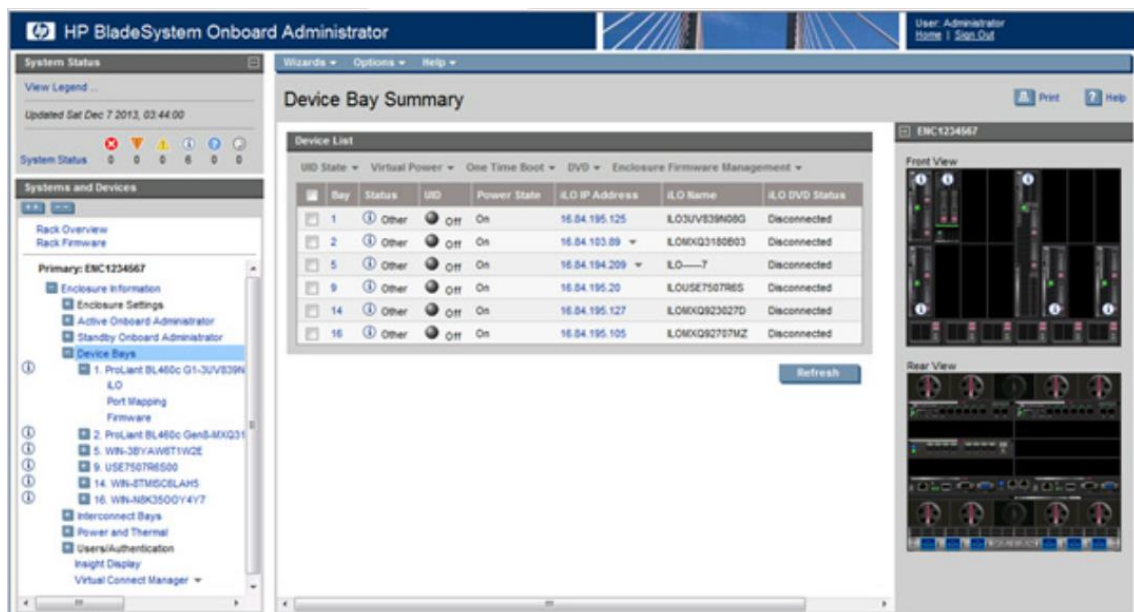 hp HP BladeSystem Onboard Administrator
User: Administrator
Home | Sign Out
System Status
View Legend ...
Updated Sat Dec 7 2013, 03:44:00
System Status 0 0 0 6 0 0
Systems and Devices
Rack Overview
Rack Firmware
Primary: ENC1234567
Enclosure Information
Enclosure Settings
Active Onboard Administrator
Standby Onboard Administrator
Device Bays
1. ProLiant BL460c G1-3UV839N
iLO
Port Mapping
Firmware
2. ProLiant BL460c Gen8-MXQ31
5. WIN-3BYAW6T1W2E
9. USE7507R6S00
14. WIN-8TMISC6LAH5
16. WIN-N8K35OOY4Y7
Interconnect Bays
Power and Thermal
Users/Authentication
Insight Display
Virtual Connect Manager
Wizards Options Help
Device Bay Summary
Print Help
Device List
UID State Virtual Power One Time Boot DVD Enclosure Firmware Management
Bay Status UID Power State iLO IP Address iLO Name iLO DVD Status
1 Other Off On 16.84.195.125 ILO3UV839N08G Disconnected
2 Other Off On 16.84.103.89 ILOMXQ3180B03 Disconnected
5 Other Off On 16.84.194.209 ILO-----7 Disconnected
9 Other Off On 16.84.195.20 ILOUSE7507R6S Disconnected
14 Other Off On 16.84.195.127 ILOMXQ923027D Disconnected
16 Other Off On 16.84.195.105 ILOMXQ92707MZ Disconnected
Refresh
ENC1234567
Front View
Rear View